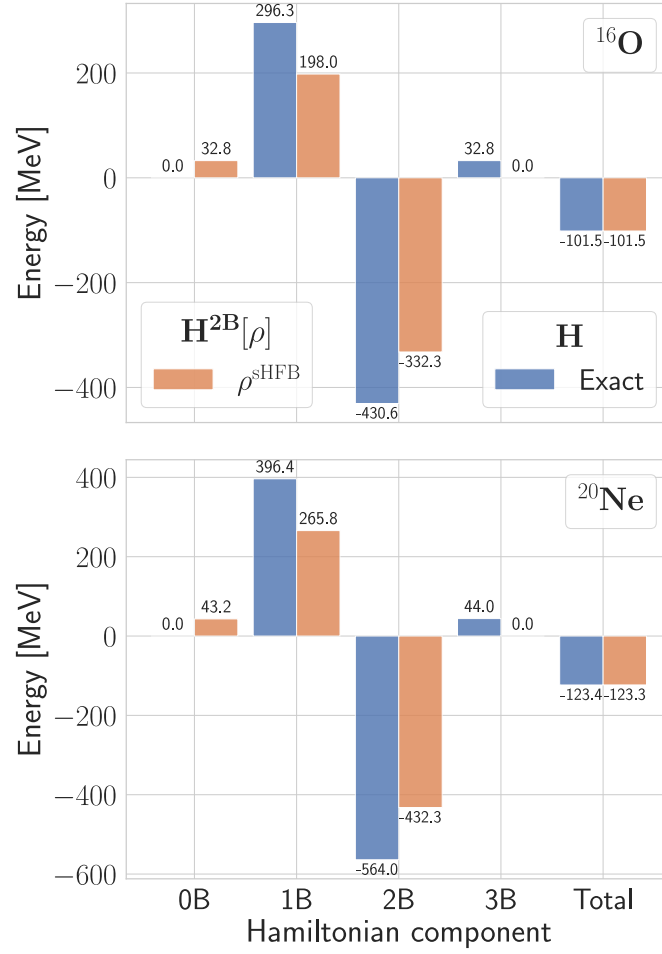 296.3
¹⁶O
200
198.0
32.8
32.8
0.0
0.0
0
Energy [MeV]
-101.5
-101.5
−200
H²ᴮ[ρ]
H
ρˢᴴᶠᴮ
Exact
-332.3
−400
-430.6
400
396.4
²⁰Ne
265.8
200
43.2
44.0
0.0
0.0
0
Energy [MeV]
-123.4
-123.3
−200
−400
-432.3
-564.0
−600
0B
1B
2B
3B
Total
Hamiltonian component